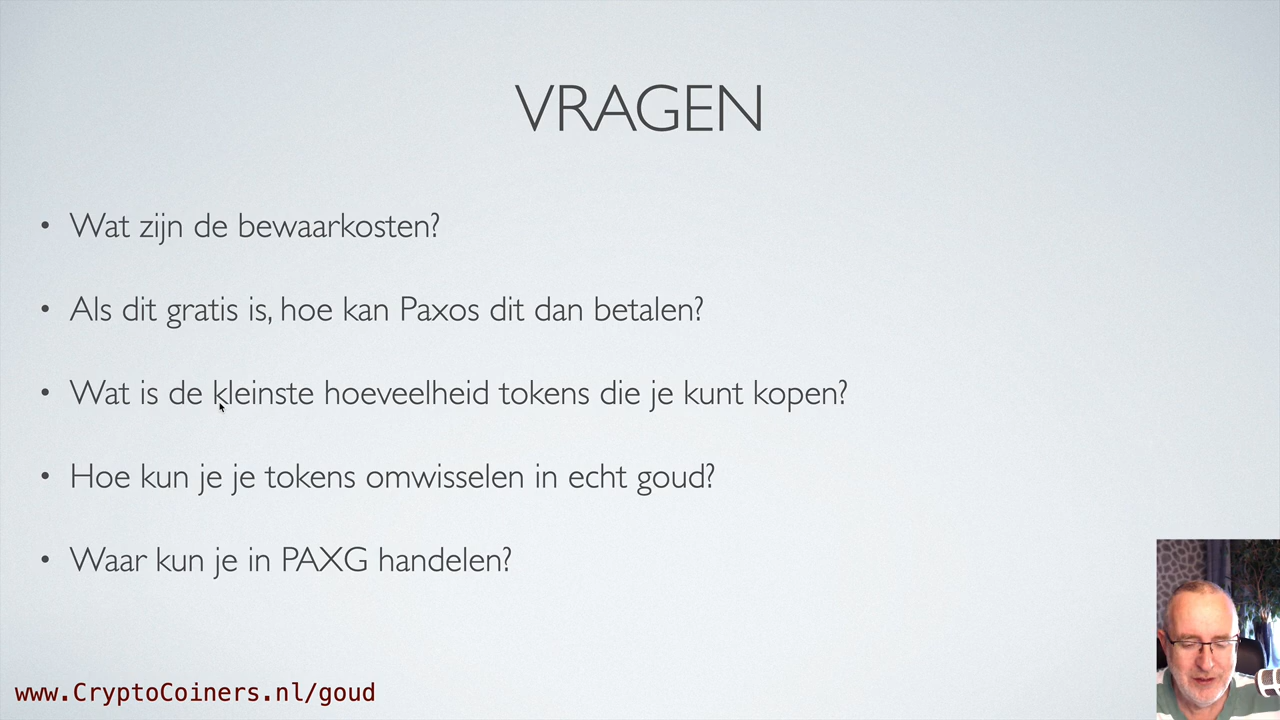 VRAGEN
• Wat zijn de bewaarkosten?
• Als dit gratis is, hoe kan Paxos dit dan betalen?
• Wat is de kleinste hoeveelheid tokens die je kunt kopen?
• Hoe kun je je tokens omwisselen in echt goud?
• Waar kun je in PAXG handelen?
www.CryptoCoiners.nl/goud